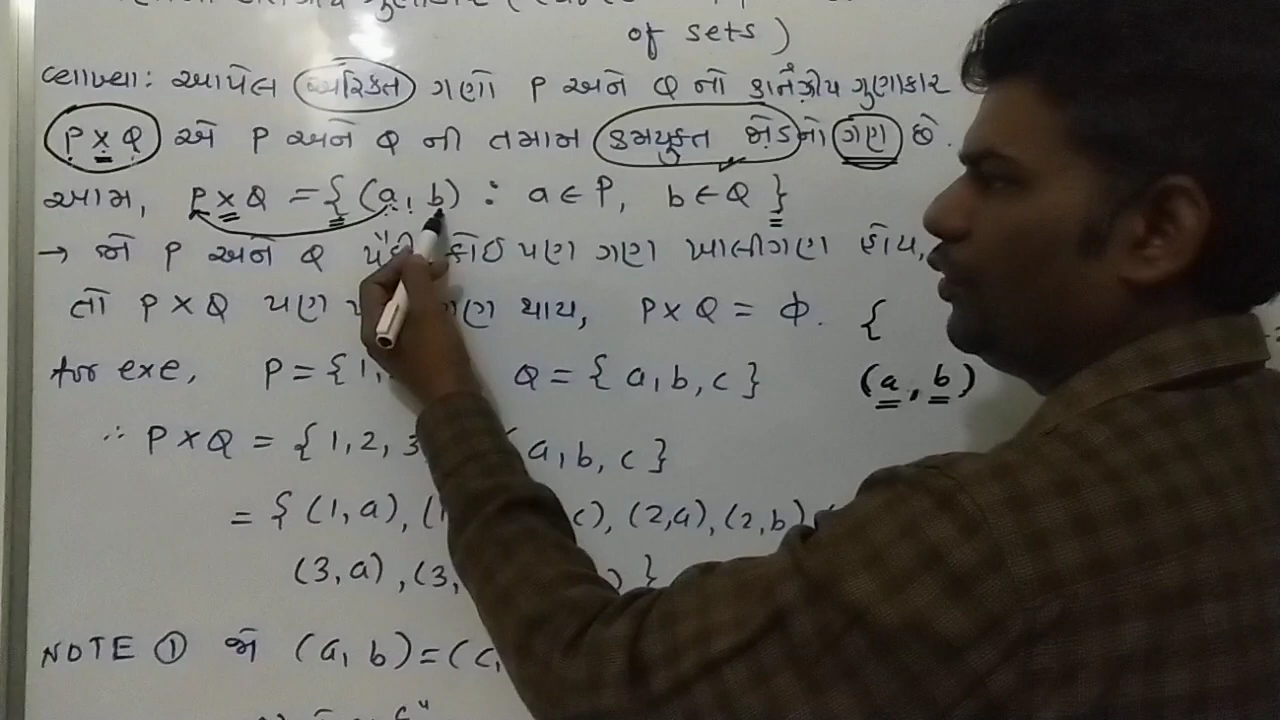 of sets )
વ્યાખ્યા: આપેલ અરિક્ત ગણો P અને Q નો કાર્તેઝીય ગુણાકાર
P × Q એ P અને Q ની તમામ ક્રમયુક્ત જોડનો ગણ છે.
આમ, P × Q = { (a, b) : a ∈ P, b ∈ Q }
→ જો P અને Q પૈકી કોઈ પણ ગણ ખાલીગણ હોય,
તો P × Q પણ ગણ થાય, P × Q = ϕ. {
for exe, P = {1, Q = { a, b, c } (a, b)
∴ P × Q = { 1, 2, 3 a, b, c }
= { (1, a), (1 c), (2, a), (2, b)
(3, a), (3, ) }
NOTE ① જો (a, b) = (c,